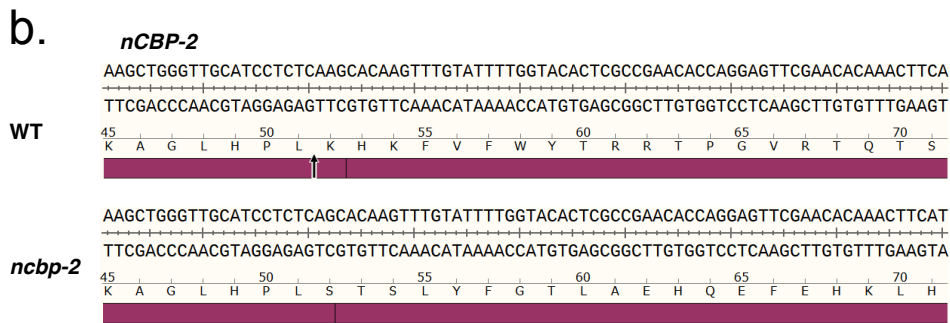 b.
nCBP-2
AAGCTGGGTTGCATCCTCTCAAGCACAAGTTTGTATTTTGGTACACTCGCCGAACACCAGGAGTTCGAACACAAACTTCA
TTCGACCCAACGTAGGAGAGTTCGTGTTCAAACATAAAACCATGTGAGCGGCTTGTGGTCCTCAAGCTTGTGTTTGAAGT
WT
45 50 55 60 65 70
K A G L H P L K H K F V F W Y T R R T P G V R T Q T S
AAGCTGGGTTGCATCCTCTCAGCACAAGTTTGTATTTTGGTACACTCGCCGAACACCAGGAGTTCGAACACAAACTTCAT
TTCGACCCAACGTAGGAGAGTCGTGTTCAAACATAAAACCATGTGAGCGGCTTGTGGTCCTCAAGCTTGTGTTTGAAGTA
ncbp-2
45 50 55 60 65 70
K A G L H P L S T S L Y F G T L A E H Q E F E H K L H